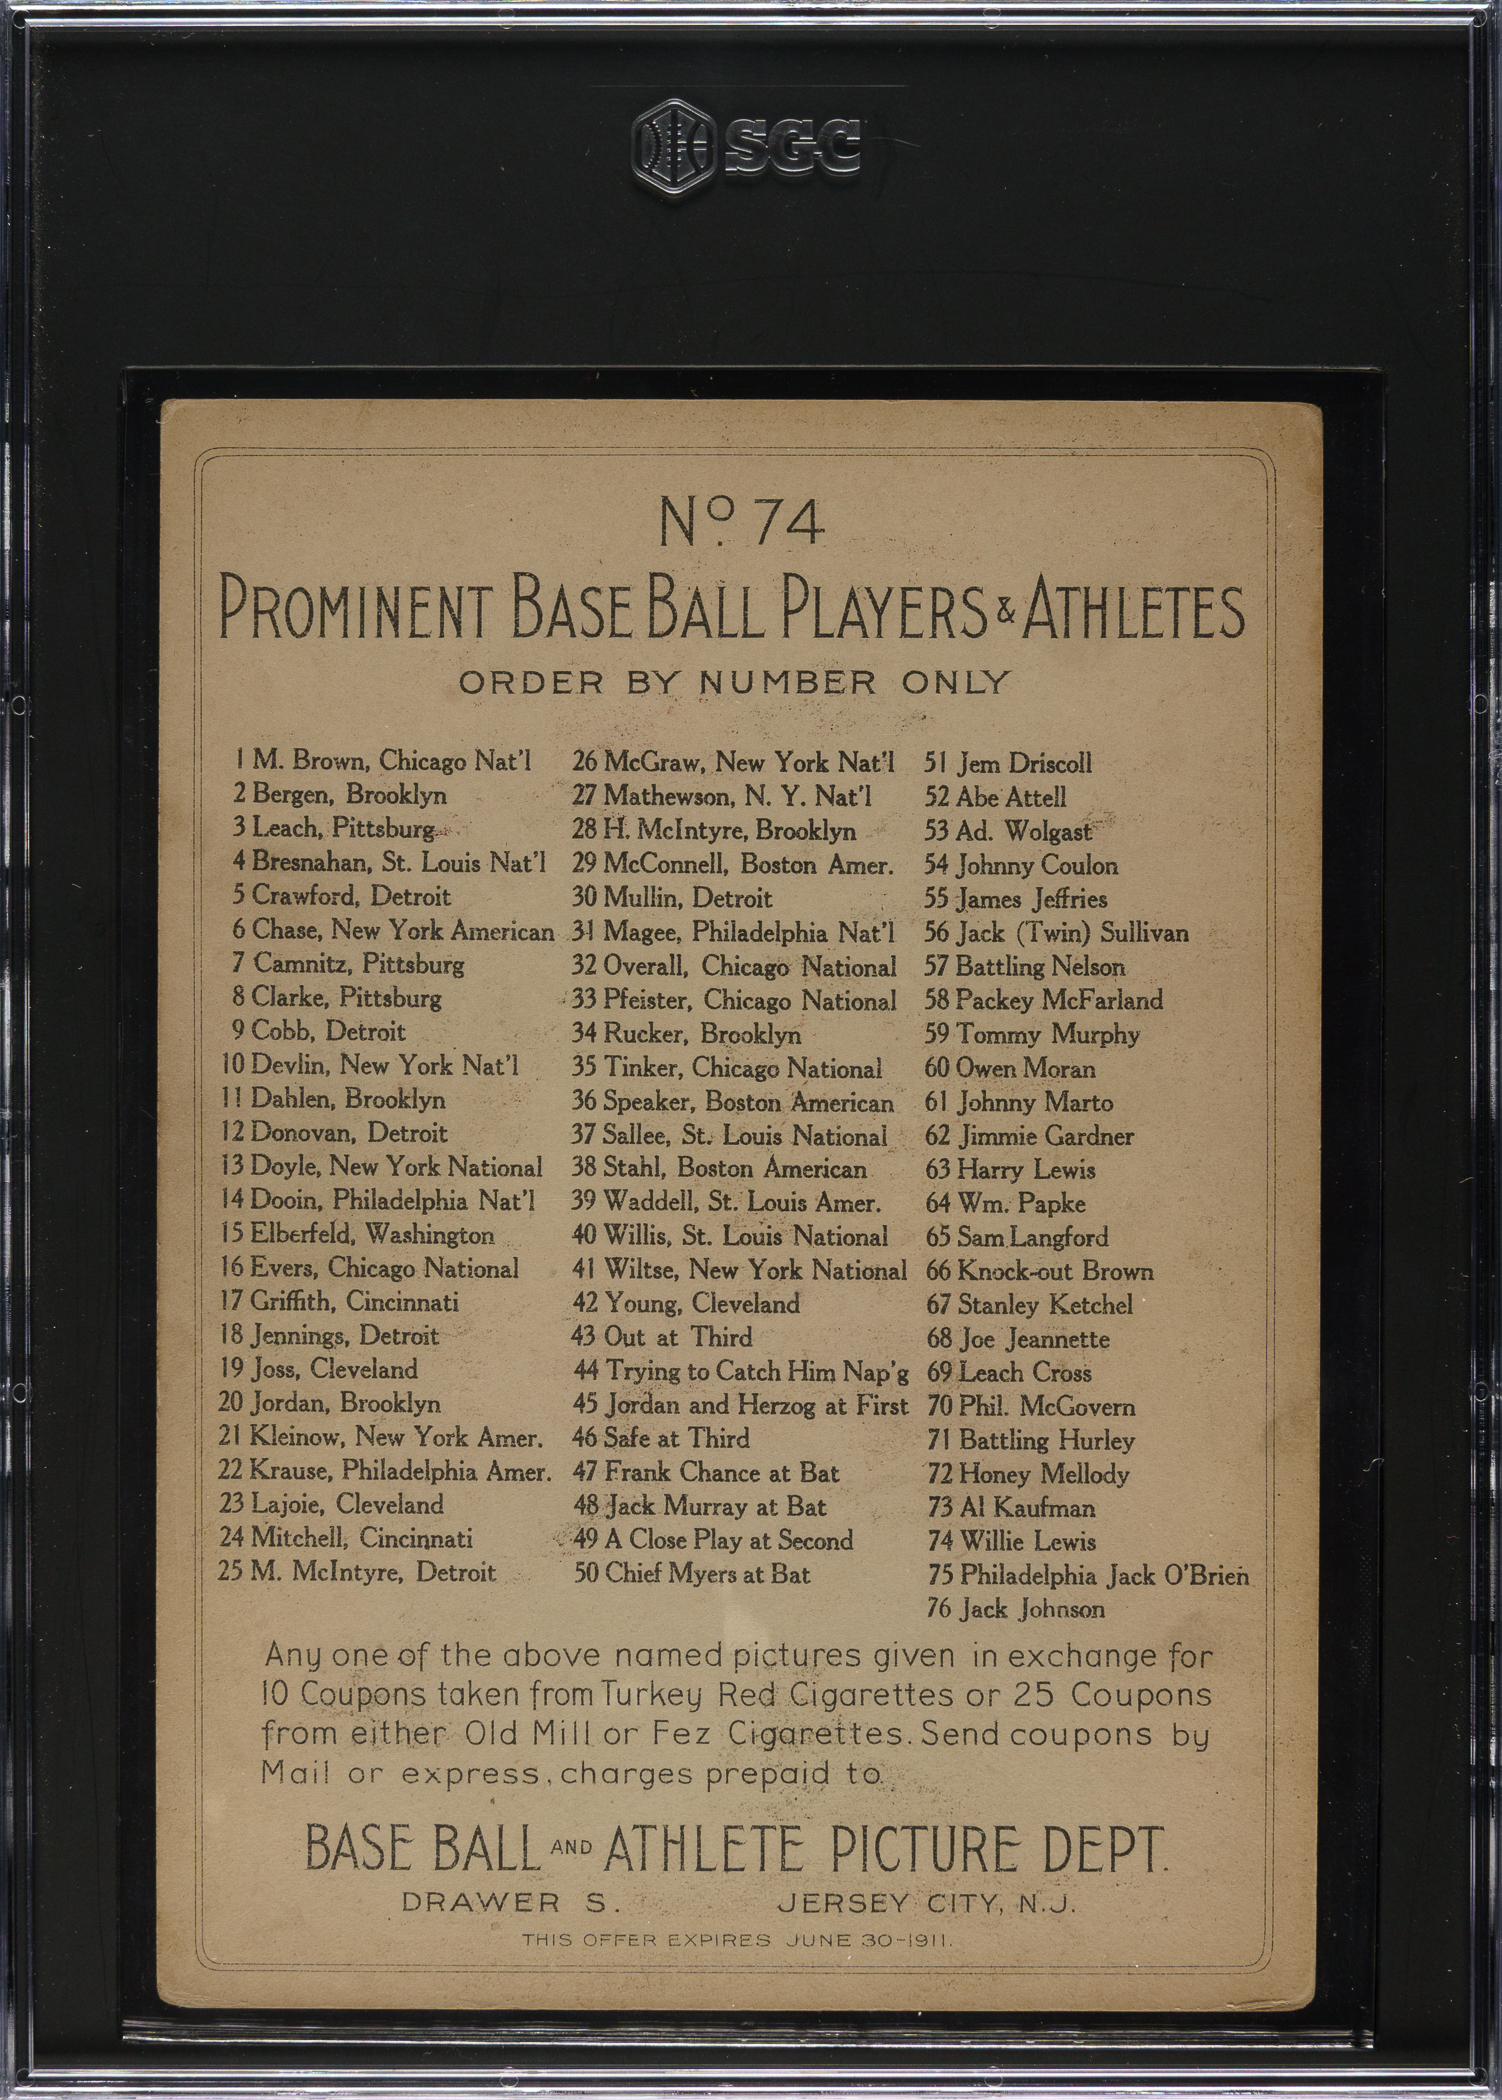 SGC
No. 74
PROMINENT BASE BALL PLAYERS & ATHLETES
ORDER BY NUMBER ONLY
1 M. Brown, Chicago Nat'l
2 Bergen, Brooklyn
3 Leach, Pittsburg
4 Bresnahan, St. Louis Nat'l
5 Crawford, Detroit
6 Chase, New York American
7 Camnitz, Pittsburg
8 Clarke, Pittsburg
9 Cobb, Detroit
10 Devlin, New York Nat'l
11 Dahlen, Brooklyn
12 Donovan, Detroit
13 Doyle, New York National
14 Dooin, Philadelphia Nat'l
15 Elberfeld, Washington
16 Evers, Chicago National
17 Griffith, Cincinnati
18 Jennings, Detroit
19 Joss, Cleveland
20 Jordan, Brooklyn
21 Kleinow, New York Amer.
22 Krause, Philadelphia Amer.
23 Lajoie, Cleveland
24 Mitchell, Cincinnati
25 M. McIntyre, Detroit
26 McGraw, New York Nat'l
27 Mathewson, N. Y. Nat'l
28 H. McIntyre, Brooklyn
29 McConnell, Boston Amer.
30 Mullin, Detroit
31 Magee, Philadelphia Nat'l
32 Overall, Chicago National
33 Pfeister, Chicago National
34 Rucker, Brooklyn
35 Tinker, Chicago National
36 Speaker, Boston American
37 Sallee, St. Louis National
38 Stahl, Boston American
39 Waddell, St. Louis Amer.
40 Willis, St. Louis National
41 Wiltse, New York National
42 Young, Cleveland
43 Out at Third
44 Trying to Catch Him Nap'g
45 Jordan and Herzog at First
46 Safe at Third
47 Frank Chance at Bat
48 Jack Murray at Bat
49 A Close Play at Second
50 Chief Myers at Bat
51 Jem Driscoll
52 Abe Attell
53 Ad. Wolgast
54 Johnny Coulon
55 James Jeffries
56 Jack (Twin) Sullivan
57 Battling Nelson
58 Packey McFarland
59 Tommy Murphy
60 Owen Moran
61 Johnny Marto
62 Jimmie Gardner
63 Harry Lewis
64 Wm. Papke
65 Sam Langford
66 Knock-out Brown
67 Stanley Ketchel
68 Joe Jeannette
69 Leach Cross
70 Phil. McGovern
71 Battling Hurley
72 Honey Mellody
73 Al Kaufman
74 Willie Lewis
75 Philadelphia Jack O'Brien
76 Jack Johnson
Any one of the above named pictures given in exchange for
10 Coupons taken from Turkey Red Cigarettes or 25 Coupons
from either Old Mill or Fez Cigarettes. Send coupons by
Mail or express, charges prepaid to
BASE BALL AND ATHLETE PICTURE DEPT.
DRAWER S. JERSEY CITY, N.J.
THIS OFFER EXPIRES JUNE 30-1911.